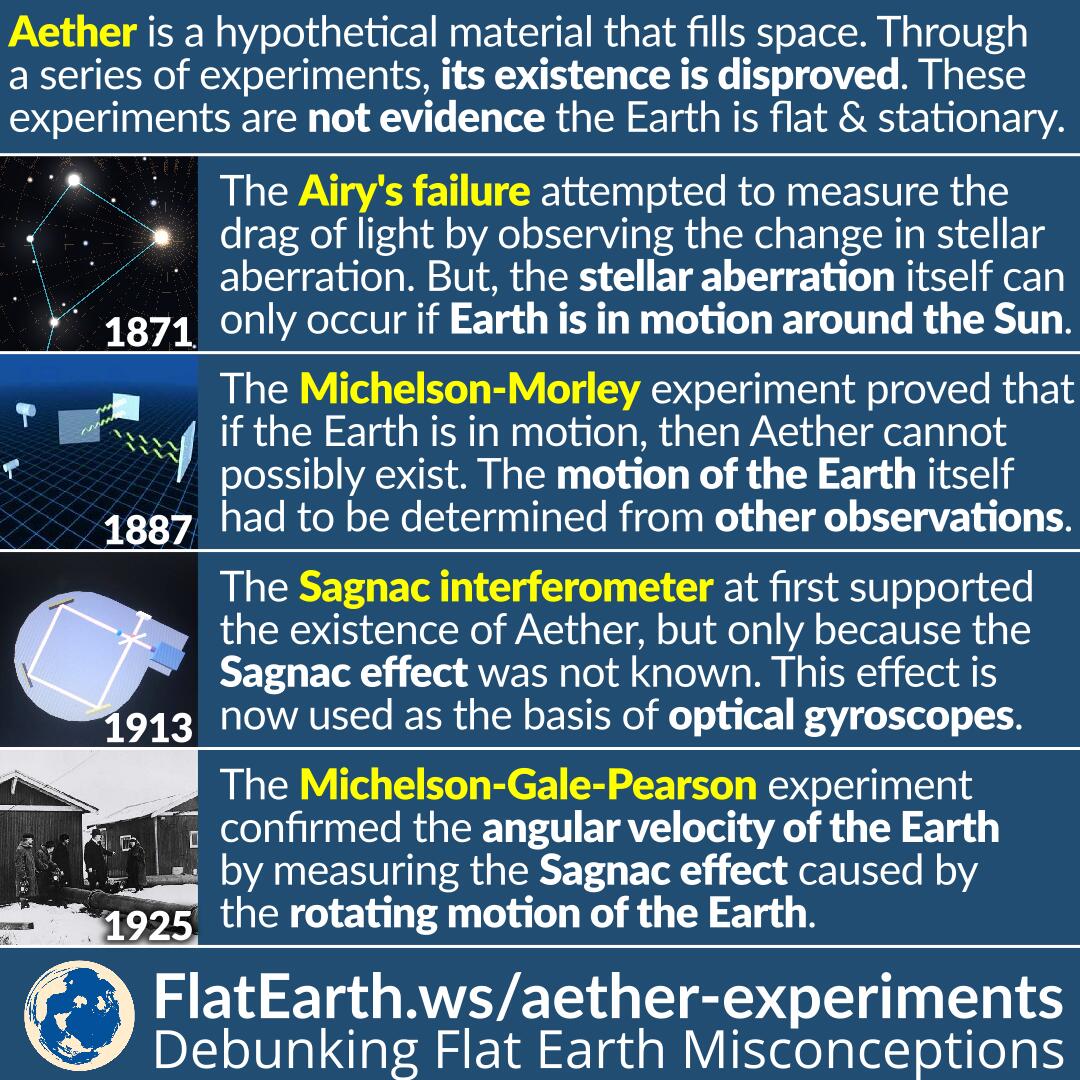 Aether is a hypothetical material that fills space. Through
a series of experiments, its existence is disproved. These
experiments are not evidence the Earth is flat & stationary.
The Airy's failure attempted to measure the
drag of light by observing the change in stellar
aberration. But, the stellar aberration itself can
only occur if Earth is in motion around the Sun.
1871
The Michelson-Morley experiment proved that
if the Earth is in motion, then Aether cannot
possibly exist. The motion of the Earth itself
had to be determined from other observations.
1887
The Sagnac interferometer at first supported
the existence of Aether, but only because the
Sagnac effect was not known. This effect is
now used as the basis of optical gyroscopes.
1913
The Michelson-Gale-Pearson experiment
confirmed the angular velocity of the Earth
by measuring the Sagnac effect caused by
the rotating motion of the Earth.
1925
FlatEarth.ws/aether-experiments
Debunking Flat Earth Misconceptions